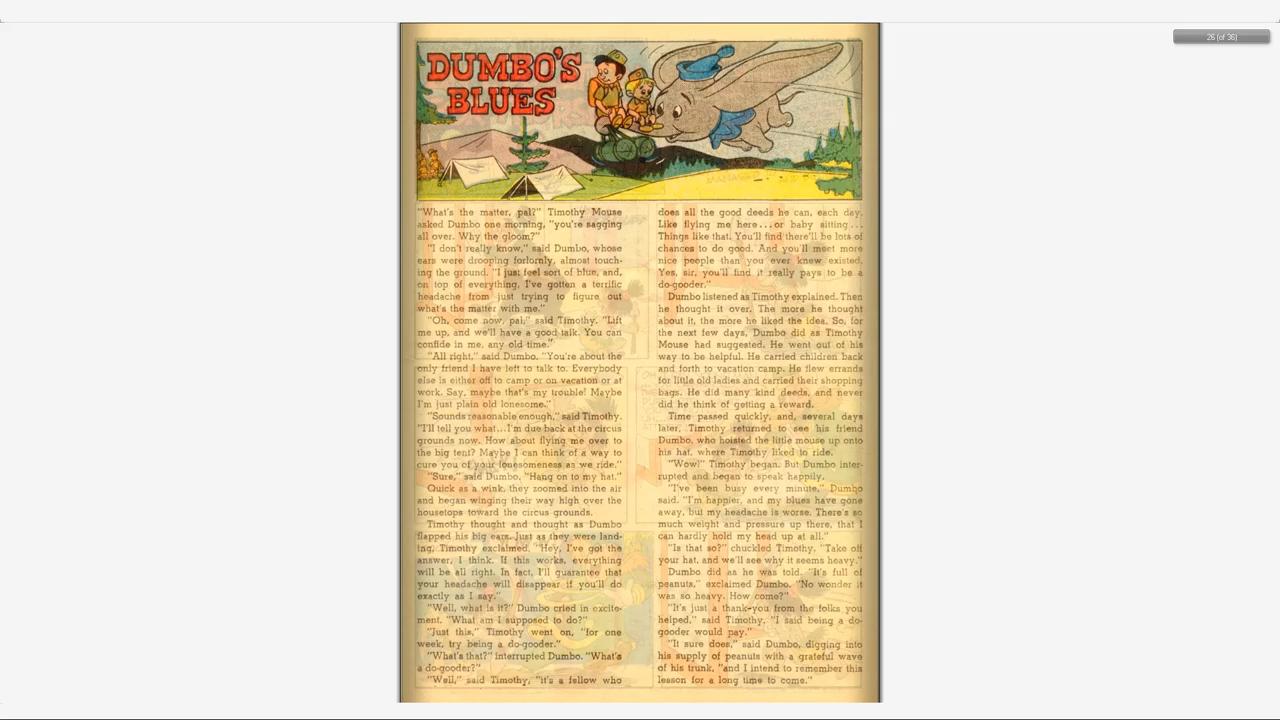 26 (of 36)
DUMBO'S
BLUES
"What's the matter, pal?" Timothy Mouse
asked Dumbo one morning, "you're sagging
all over. Why the gloom?"
"I don't really know," said Dumbo, whose
ears were drooping forlornly, almost touch-
ing the ground. "I just feel sort of blue, and,
on top of everything, I've gotten a terrific
headache from just trying to figure out
what's the matter with me."
"Oh, come now, pal," said Timothy. "Lift
me up, and we'll have a good talk. You can
confide in me, any old time."
"All right," said Dumbo. "You're about the
only friend I have left to talk to. Everybody
else is either off to camp or on vacation or at
work. Say, maybe that's my trouble! Maybe
I'm just plain old lonesome."
"Sounds reasonable enough," said Timothy.
"I'll tell you what...I'm due back at the circus
grounds now. How about flying me over to
the big tent? Maybe I can think of a way to
cure you of your lonesomeness as we ride."
"Sure," said Dumbo, "Hang on to my hat."
Quick as a wink, they zoomed into the air
and began winging their way high over the
housetops toward the circus grounds.
Timothy thought and thought as Dumbo
flapped his big ears. Just as they were land-
ing, Timothy exclaimed. "Hey, I've got the
answer, I think. If this works, everything
will be all right. In fact, I'll guarantee that
your headache will disappear if you'll do
exactly as I say."
"Well, what is it?" Dumbo cried in excite-
ment. "What am I supposed to do?"
"Just this," Timothy went on, "for one
week, try being a do-gooder."
"What's that?" interrupted Dumbo. "What's
a do-gooder?"
"Well," said Timothy, "it's a fellow who
does all the good deeds he can, each day.
Like flying me here...or baby sitting...
Things like that. You'll find there'll be lots of
chances to do good. And you'll meet more
nice people than you ever knew existed.
Yes, sir, you'll find it really pays to be a
do-gooder."
Dumbo listened as Timothy explained. Then
he thought it over. The more he thought
about it, the more he liked the idea. So, for
the next few days, Dumbo did as Timothy
Mouse had suggested. He went out of his
way to be helpful. He carried children back
and forth to vacation camp. He flew errands
for little old ladies and carried their shopping
bags. He did many kind deeds, and never
did he think of getting a reward.
Time passed quickly, and, several days
later, Timothy returned to see his friend
Dumbo, who hoisted the little mouse up onto
his hat, where Timothy liked to ride.
"Wow!" Timothy began. But Dumbo inter-
rupted and began to speak happily.
"I've been busy every minute," Dumbo
said. "I'm happier, and my blues have gone
away, but my headache is worse. There's so
much weight and pressure up there, that I
can hardly hold my head up at all."
"Is that so?" chuckled Timothy, "Take off
your hat, and we'll see why it seems heavy."
Dumbo did as he was told. "It's full of
peanuts," exclaimed Dumbo. "No wonder it
was so heavy. How come?"
"It's just a thank-you from the folks you
helped," said Timothy. "I said being a do-
gooder would pay."
"It sure does," said Dumbo, digging into
his supply of peanuts with a grateful wave
of his trunk, "and I intend to remember this
lesson for a long time to come."